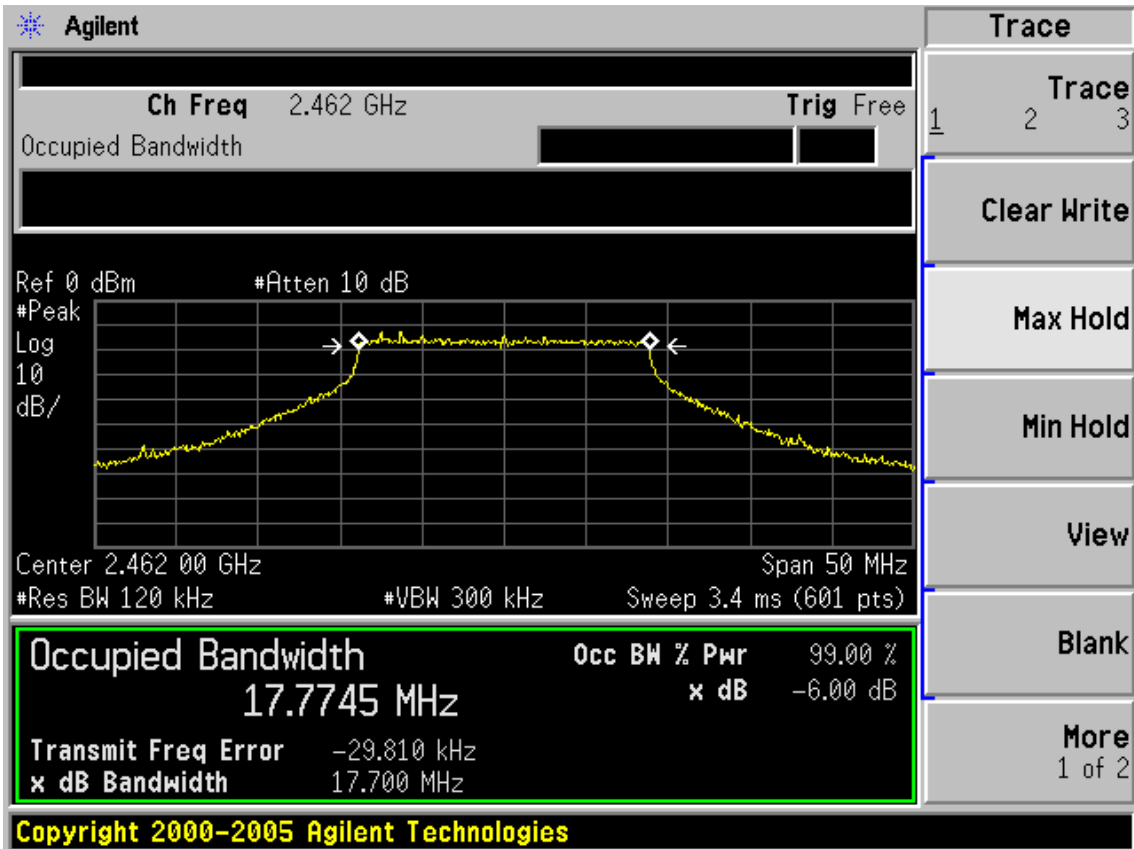 Agilent
Ch Freq 2.462 GHz Trig Free
Occupied Bandwidth
Ref 0 dBm #Atten 10 dB
#Peak
Log
10
dB/
Center 2.462 00 GHz Span 50 MHz
#Res BW 120 kHz #VBW 300 kHz Sweep 3.4 ms (601 pts)
Occupied Bandwidth Occ BW % Pwr 99.00 %
17.7745 MHz x dB -6.00 dB
Transmit Freq Error -29.810 kHz
x dB Bandwidth 17.700 MHz
Copyright 2000-2005 Agilent Technologies
Trace
Trace
1 2 3
Clear Write
Max Hold
Min Hold
View
Blank
More
1 of 2